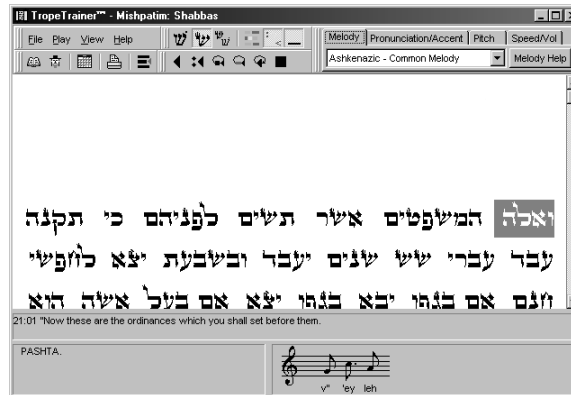 TropeTrainer™ - Mishpatim: Shabbas
File Play View Help
Melody Pronunciation/Accent Pitch Speed/Vol
Ashkenazic - Common Melody Melody Help
ואלה המשפטים אשר תשים לפניהם כי תקנה
עבד עברי שש שנים יעבד ובשבעת יצא לחפשי
חנם אם בגפו יבא בגפו יצא אם בעל אשה הוא
21:01 "Now these are the ordinances which you shall set before them.
PASHTA.
v" 'ey leh